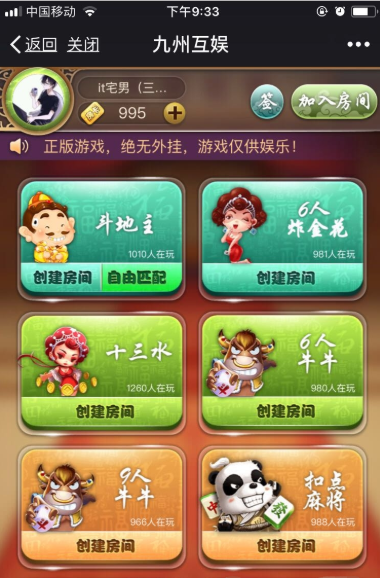 中国移动
下午9:33
返回 关闭
九州互娱
it宅男（三...
995
签
加入房间
正版游戏，绝无外挂，游戏仅供娱乐！
斗地主
1010人在玩
创建房间
自由匹配
6人
炸金花
981人在玩
创建房间
十三水
1260人在玩
创建房间
6人
牛牛
980人在玩
创建房间
9人
牛牛
966人在玩
创建房间
扣点
麻将
988人在玩
创建房间